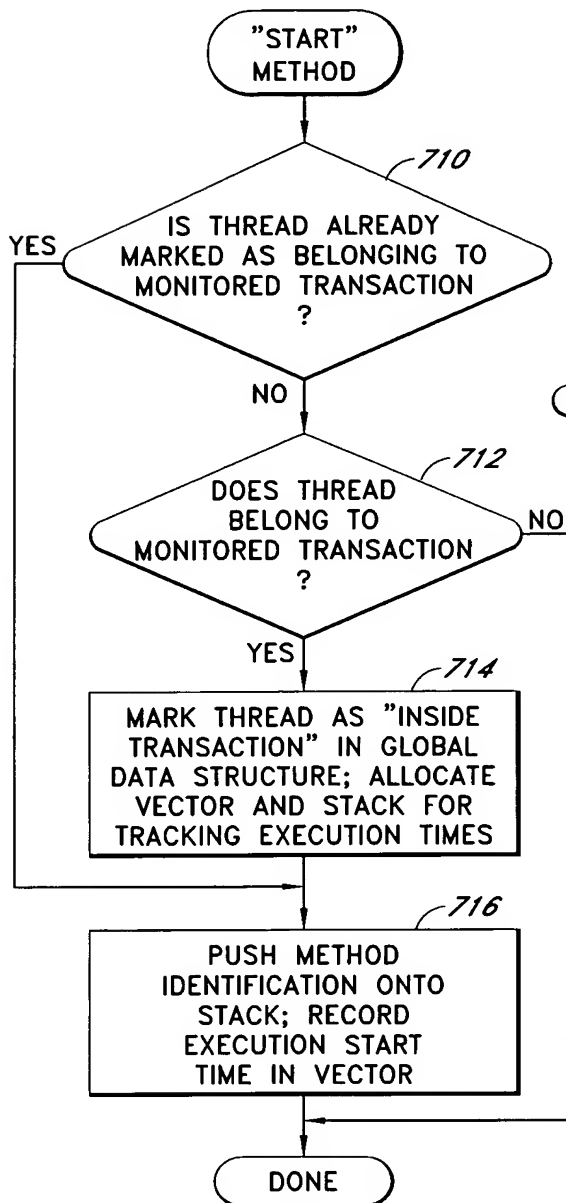 "START"
METHOD
710
IS THREAD ALREADY
MARKED AS BELONGING TO
MONITORED TRANSACTION
?
YES
NO
712
DOES THREAD
BELONG TO
MONITORED TRANSACTION
?
NO
YES
714
MARK THREAD AS "INSIDE
TRANSACTION" IN GLOBAL
DATA STRUCTURE; ALLOCATE
VECTOR AND STACK FOR
TRACKING EXECUTION TIMES
716
PUSH METHOD
IDENTIFICATION ONTO
STACK; RECORD
EXECUTION START
TIME IN VECTOR
DONE